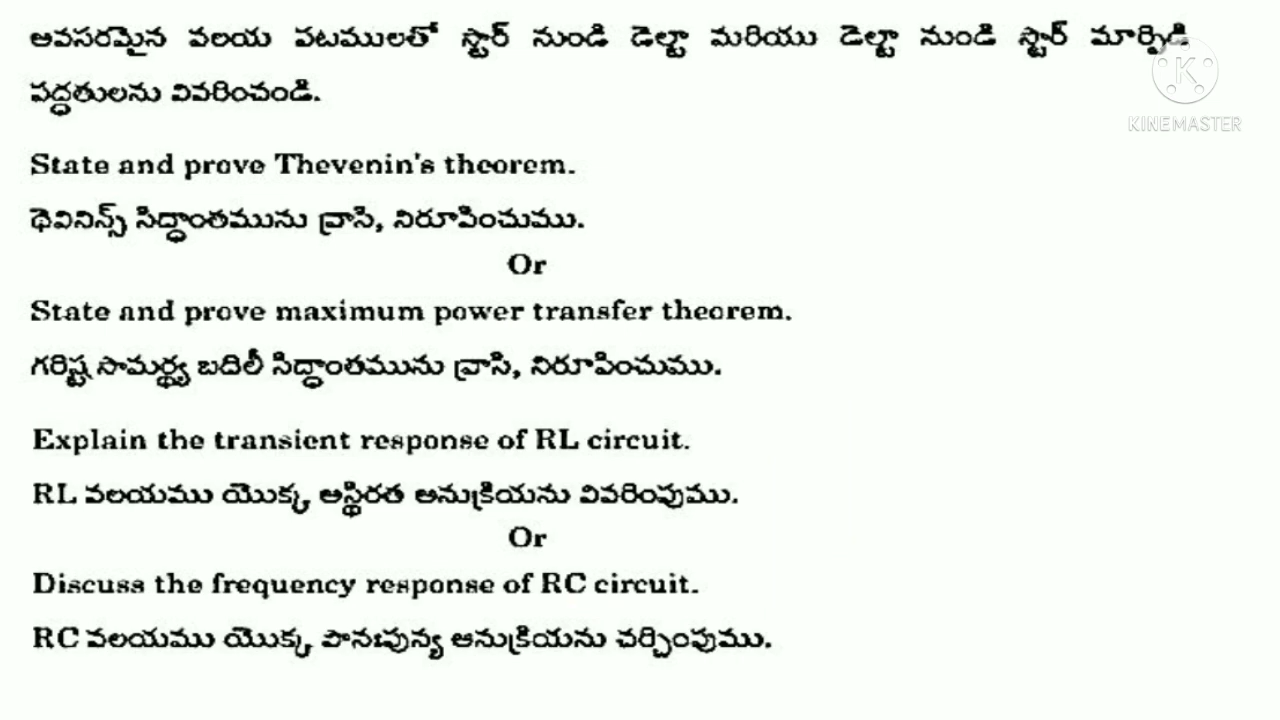 అవసరమైన వలయ పటములతో స్టార్ నుండి డెల్టా మరియు డెల్టా నుండి స్టార్ మార్పిడి
పద్ధతులను వివరించండి.
K
KINEMASTER
State and prove Thevenin's theorem.
థెవినిన్స్ సిద్ధాంతమును వ్రాసి, నిరూపించుము.
Or
State and prove maximum power transfer theorem.
గరిష్ట సామర్థ్య బదిలీ సిద్ధాంతమును వ్రాసి, నిరూపించుము.
Explain the transient response of RL circuit.
RL వలయము యొక్క అస్థిరత అనుక్రియను వివరింపుము.
Or
Discuss the frequency response of RC circuit.
RC వలయము యొక్క పౌనఃపున్య అనుక్రియను చర్చింపుము.